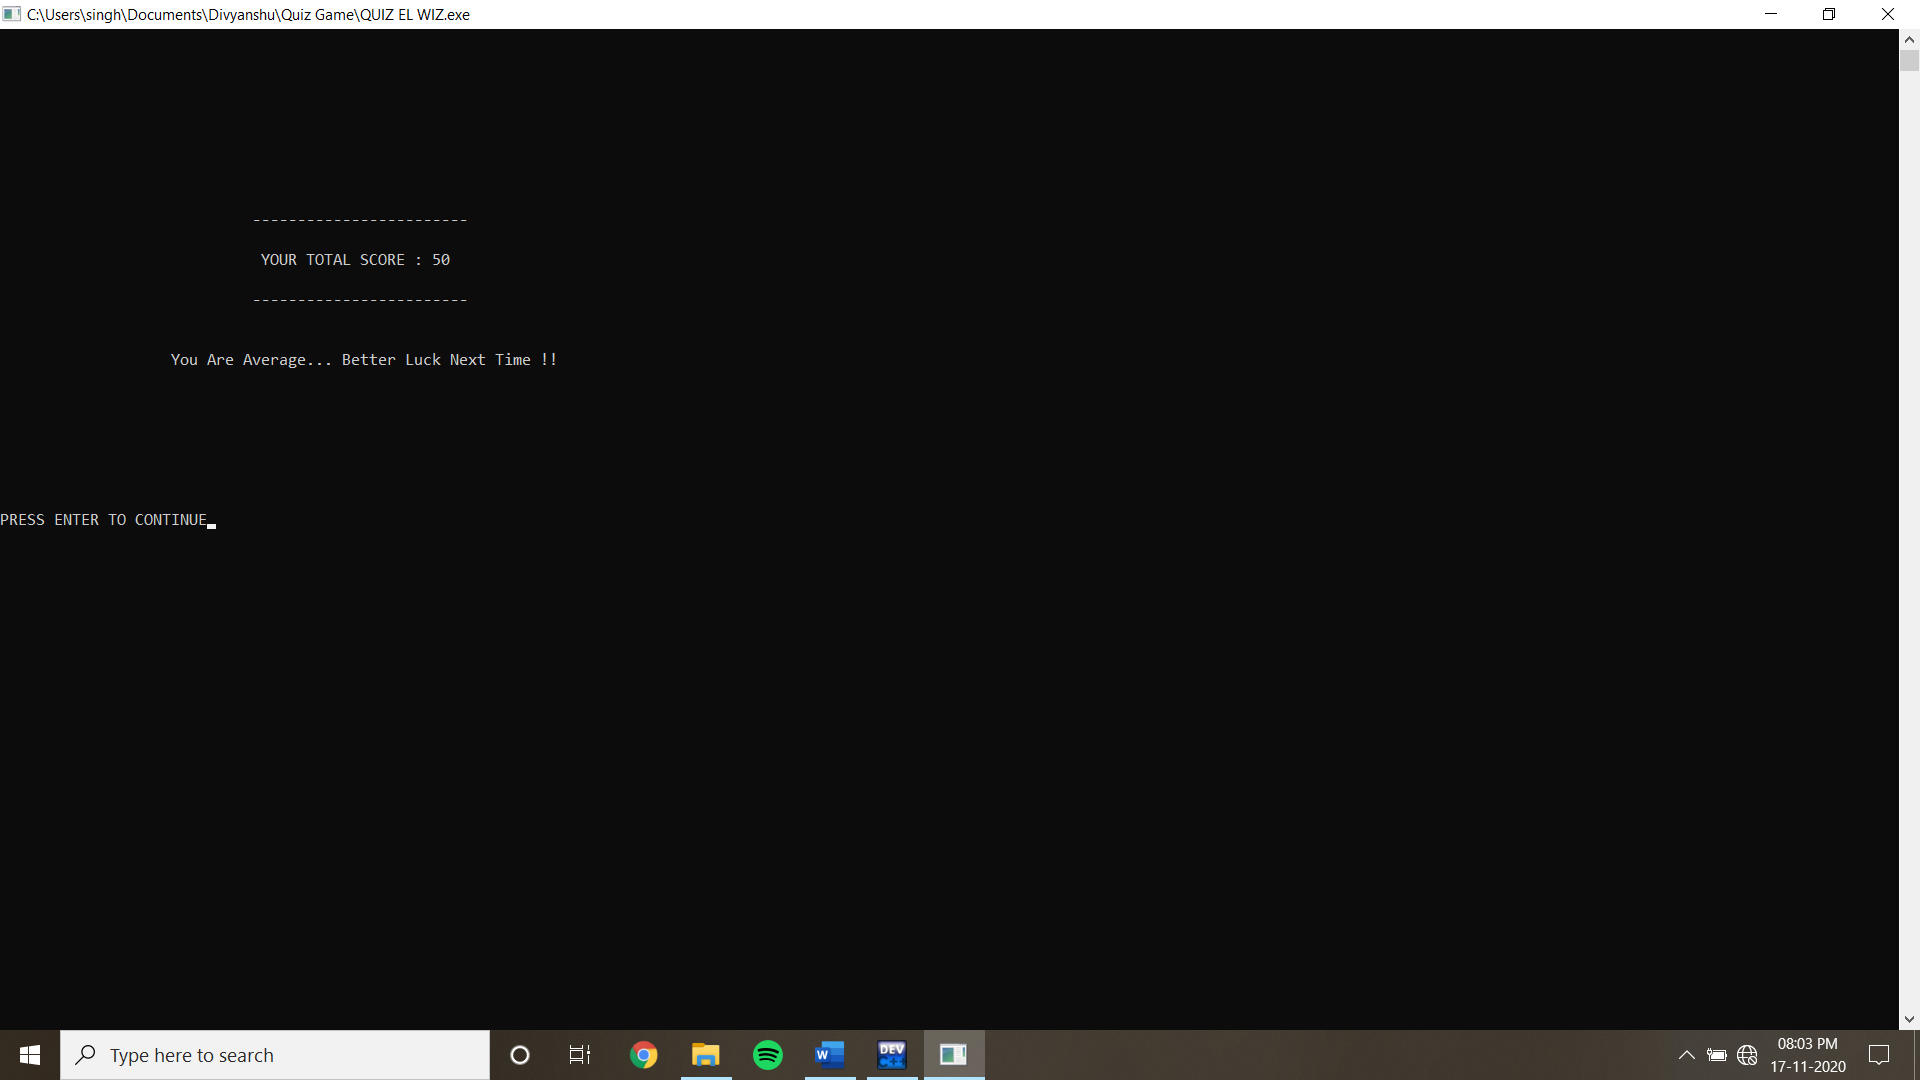 C:\Users\singh\Documents\Divyanshu\Quiz Game\QUIZ EL WIZ.exe
------------------------
YOUR TOTAL SCORE : 50
------------------------
You Are Average... Better Luck Next Time !!
PRESS ENTER TO CONTINUE
Type here to search
W
DEV
C++
08:03 PM
17-11-2020